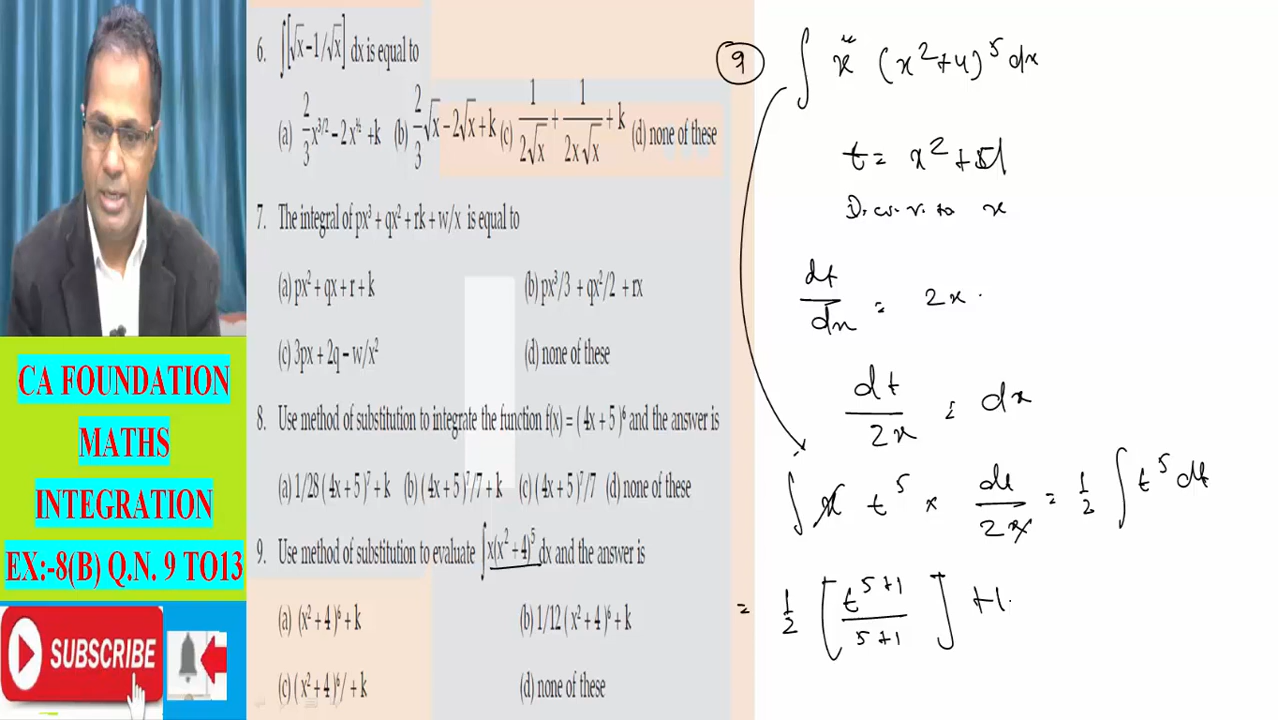 6. ∫[√x–1/√x] dx is equal to
(a) 2/3 x^3/2 – 2x^½ +k (b) 2/3 √x – 2√x + k (c) 1/2√x + 1/2x√x + k (d) none of these
7. The integral of px³ + qx² + rk + w/x is equal to
(a) px² + qx + r + k (b) px³/3 + qx²/2 + rx
(c) 3px + 2q – w/x² (d) none of these
8. Use method of substitution to integrate the function f(x) = ( 4x + 5 )⁶ and the answer is
(a) 1/28 ( 4x + 5 )⁷ + k (b) ( 4x + 5 )⁷/7 + k (c) ( 4x + 5 )⁷/7 (d) none of these
9. Use method of substitution to evaluate ∫x(x² + 4)⁵ dx and the answer is
(a) (x² + 4)⁶ + k (b) 1/12 ( x² + 4)⁶ + k
(c) ( x² + 4)⁶/ + k (d) none of these
CA FOUNDATION
MATHS
INTEGRATION
EX:-8(B) Q.N. 9 TO13
SUBSCRIBE
9 ∫ x (x²+4)⁵ dx
t = x²+
D. w. r. to x
dt/dx = 2x
dt/2x = dx
∫ x t⁵ × dt/2x = 1/2 ∫ t⁵ dt
= 1/2 [ t⁵⁺¹/5+1 ] +